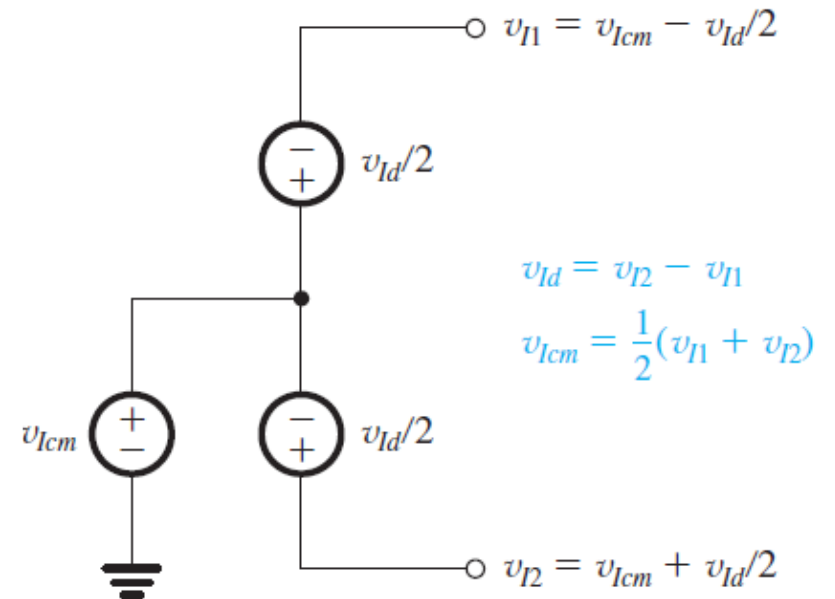 v_{I1} = v_{Icm} − v_{Id}/2
−
+
v_{Id}/2
v_{Id} = v_{I2} − v_{I1}
v_{Icm} = \frac{1}{2}(v_{I1} + v_{I2})
v_{Icm}
+
−
−
+
v_{Id}/2
v_{I2} = v_{Icm} + v_{Id}/2